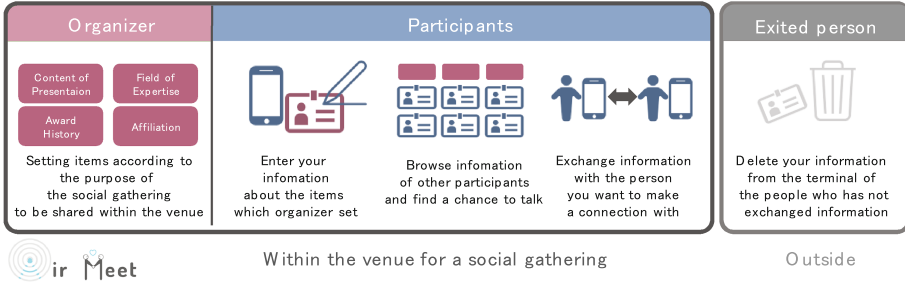 Organizer
Participants
Exited person
Content of
Presentaion
Field of
Expertise
Award
History
Affiliation
Setting items according to
the purpose of
the social gathering
to be shared within the venue
Enter your
infomation
about the items
which organizer set
Browse infomation
of other participants
and find a chance to talk
Exchange information
with the person
you want to make
a connection with
Delete your information
from the terminal of
the people who has not
exchanged information
ir Meet
Within the venue for a social gathering
Outside